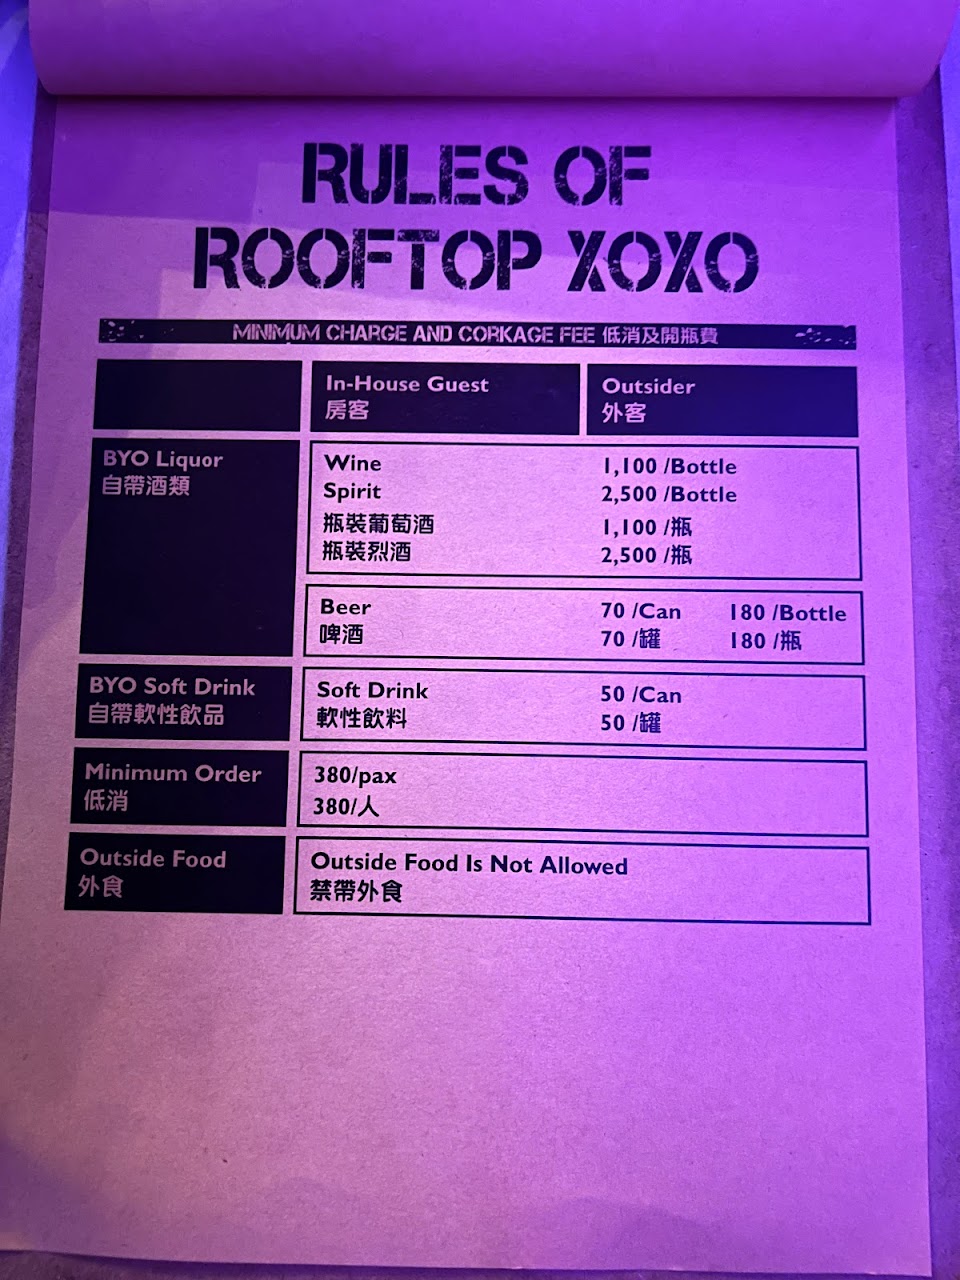 RULES OF
ROOFTOP XOXO
MINIMUM CHARGE AND CORKAGE FEE 低消及開瓶費
In-House Guest Outsider
房客 外客
BYO Liquor Wine 1,100 /Bottle
自帶酒類 Spirit 2,500 /Bottle
瓶裝葡萄酒 1,100 /瓶
瓶裝烈酒 2,500 /瓶
Beer 70 /Can 180 /Bottle
啤酒 70 /罐 180 /瓶
BYO Soft Drink Soft Drink 50 /Can
自帶軟性飲品 軟性飲料 50 /罐
Minimum Order 380/pax
低消 380/人
Outside Food Outside Food Is Not Allowed
外食 禁帶外食